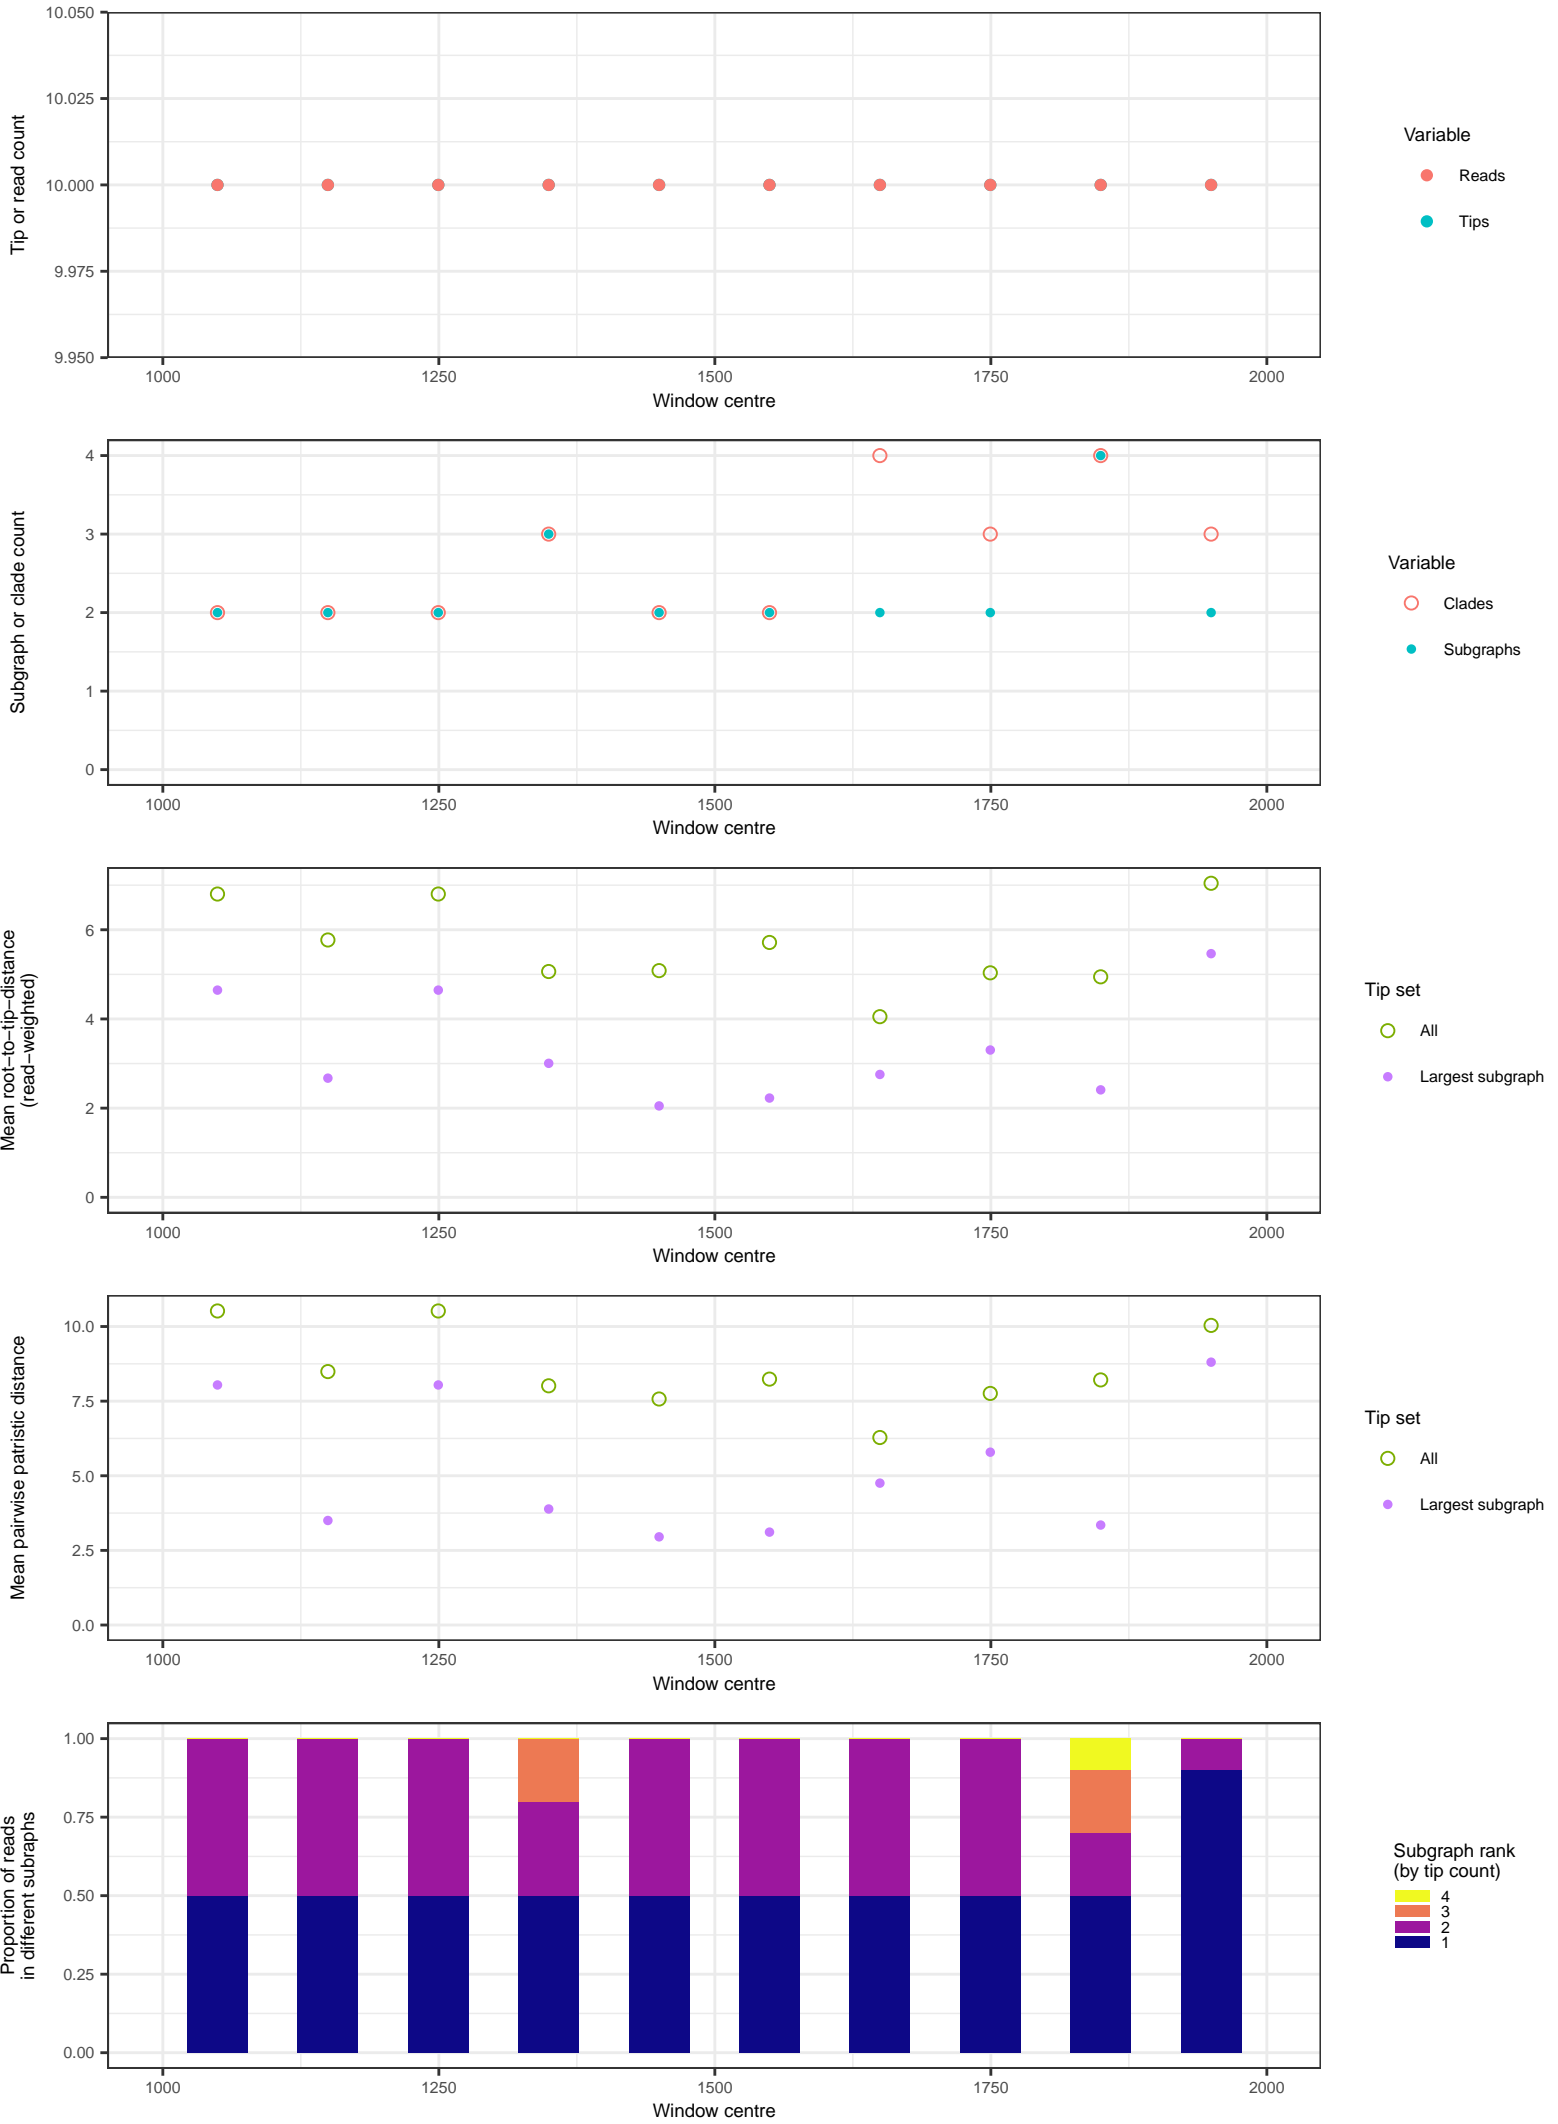 10.050
10.025
10.000
9.975
9.950
Tip or read count
1000 1250 1500 1750 2000
Window centre
Variable
Reads
Tips
4
3
2
1
0
Subgraph or clade count
1000 1250 1500 1750 2000
Window centre
Variable
Clades
Subgraphs
6
4
2
0
Mean root−to−tip−distance
(read−weighted)
1000 1250 1500 1750 2000
Window centre
Tip set
All
Largest subgraph
10.0
7.5
5.0
2.5
0.0
Mean pairwise patristic distance
1000 1250 1500 1750 2000
Window centre
Tip set
All
Largest subgraph
1.00
0.75
0.50
0.25
0.00
Proportion of reads
in different subraphs
1000 1250 1500 1750 2000
Window centre
Subgraph rank
(by tip count)
4
3
2
1